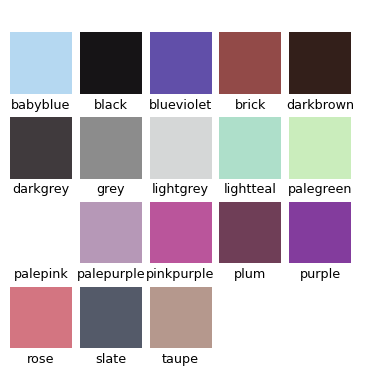 babyblue black blueviolet brick darkbrown
darkgrey grey lightgrey lightteal palegreen
palepink palepurple pinkpurple plum purple
rose slate taupe